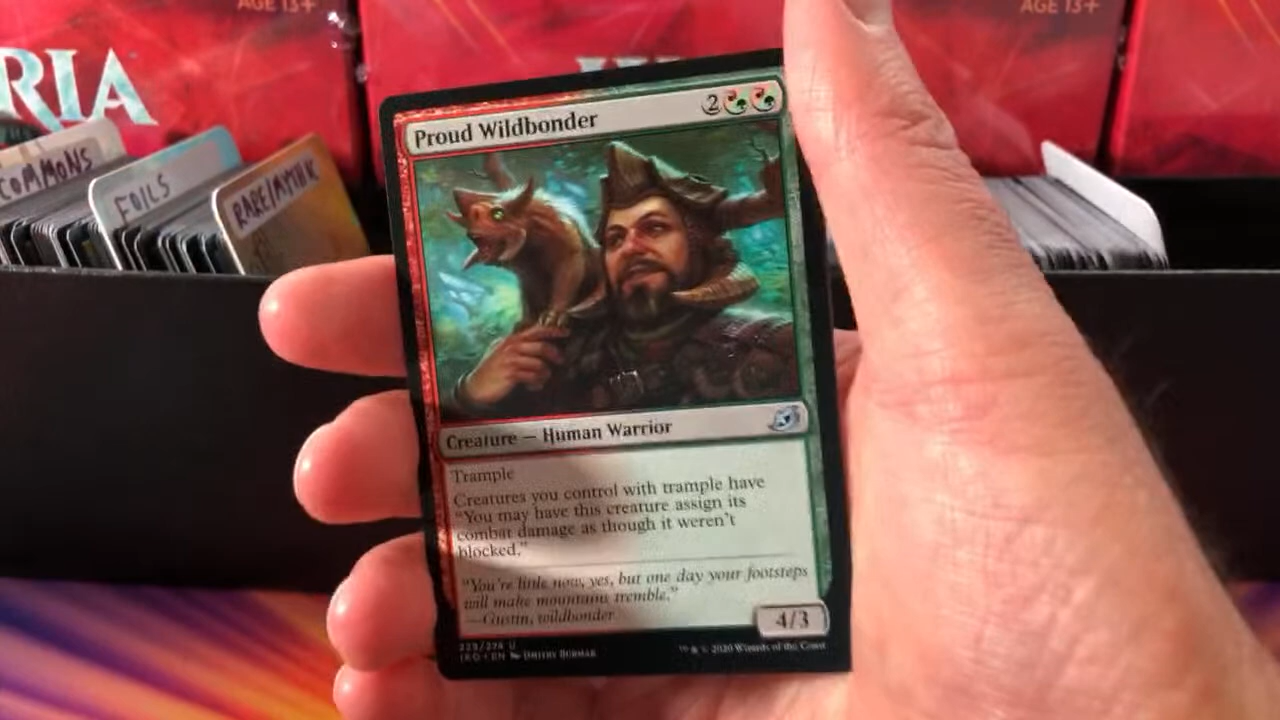 AGE 13+
AGE 13+
RIA
COMMONS
FOILS
RARE/MYTHIC
Proud Wildbonder
2
Creature — Human Warrior
Trample
Creatures you control with trample have
"You may have this creature assign its
combat damage as though it weren't
blocked."
"You're little now, yes, but one day your footsteps
will make mountains tremble."
—Gustin, wildbonder
4/3
229/274 U
IKO • EN Dmitry Burmak
™ & © 2020 Wizards of the Coast